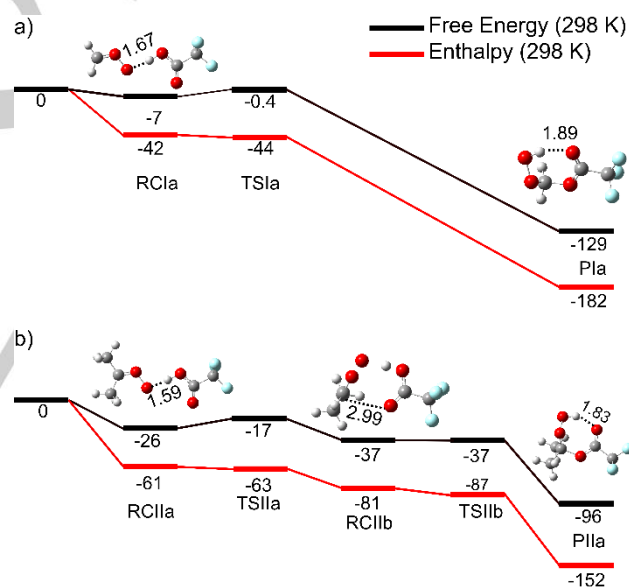 a)
Free Energy (298 K)
Enthalpy (298 K)
1.67
0
-7
-0.4
-42
-44
RCIa
TSIa
1.89
-129
PIa
-182
b)
1.59
2.99
1.83
0
-26
-17
-37
-37
-61
-63
-81
-87
-96
RCIIa
TSIIa
RCIIb
TSIIb
PIIa
-152